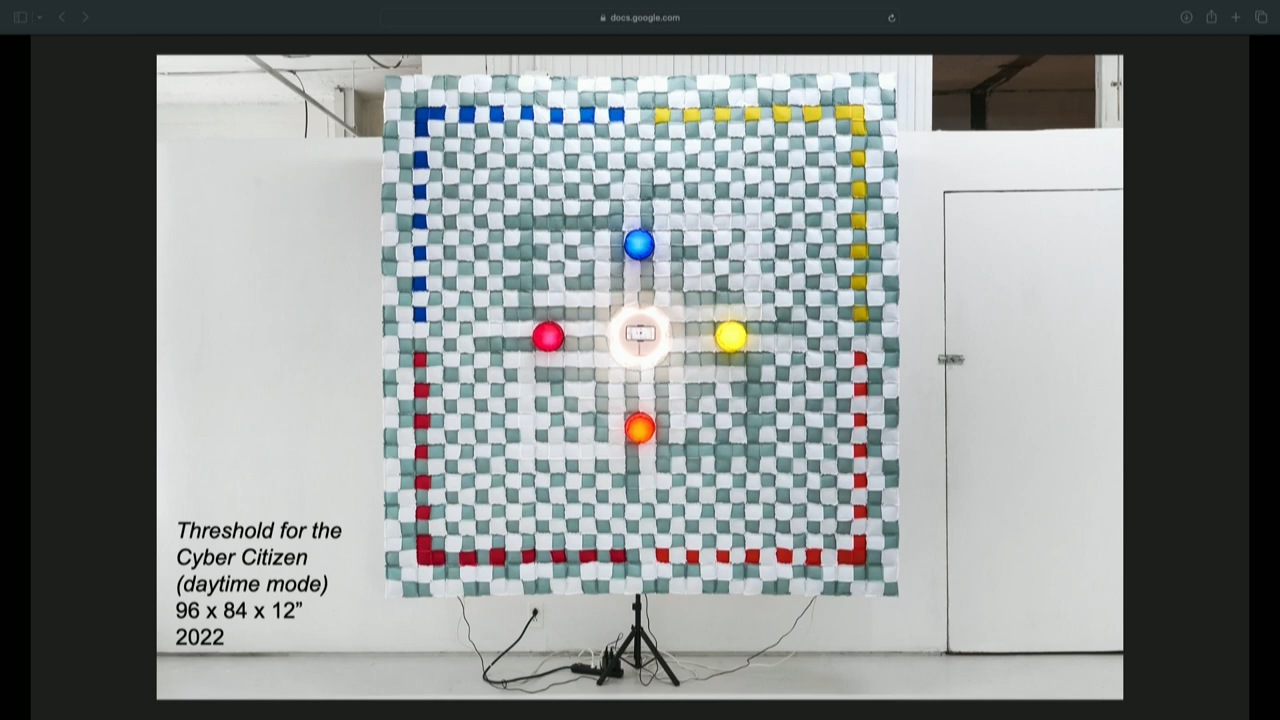 docs.google.com
Threshold for the
Cyber Citizen
(daytime mode)
96 x 84 x 12”
2022